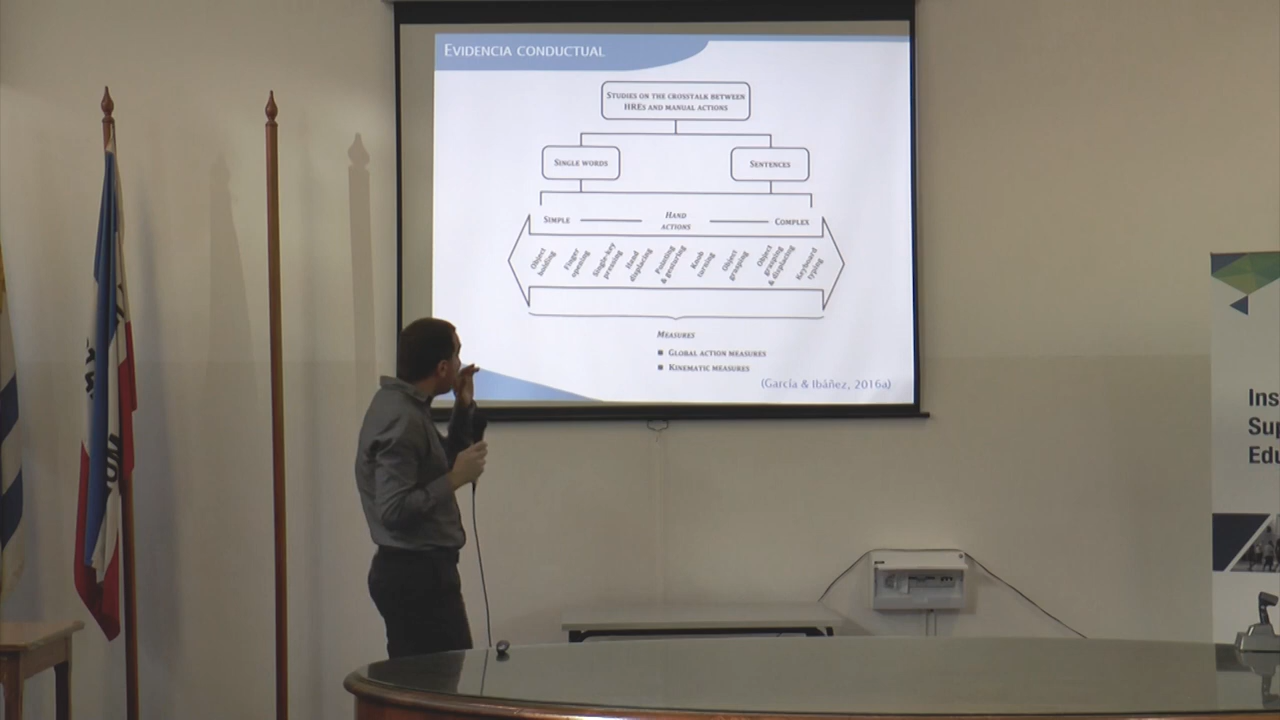 EVIDENCIA CONDUCTUAL
STUDIES ON THE CROSSTALK BETWEEN
HRES AND MANUAL ACTIONS
SINGLE WORDS
SENTENCES
SIMPLE
HAND
ACTIONS
COMPLEX
Object
holding
Finger
opening
Single-key
pressing
Hand
displacing
Pointing
& gesturing
Knob
turning
Object
grasping
Object
grasping
& displacing
Keyboard
typing
MEASURES
GLOBAL ACTION MEASURES
KINEMATIC MEASURES
(García & Ibáñez, 2016a)
Ins
Sup
Edu